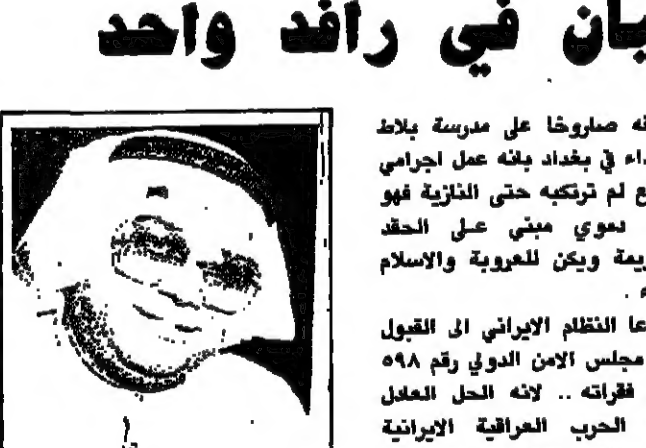 بان في رافد واحد
صاروخا على مدرسة بلاط
داء في بغداد بانه عمل اجرامي
ع لم ترتكبه حتى النازية فهو
دموي مبني على الحقد
ريمة ويكن للعروبة والاسلام
عا النظام الايراني الى القبول
مجلس الامن الدولي رقم ٥٩٨
فقراته .. لانه الحل العادل
الحرب العراقية الايرانية